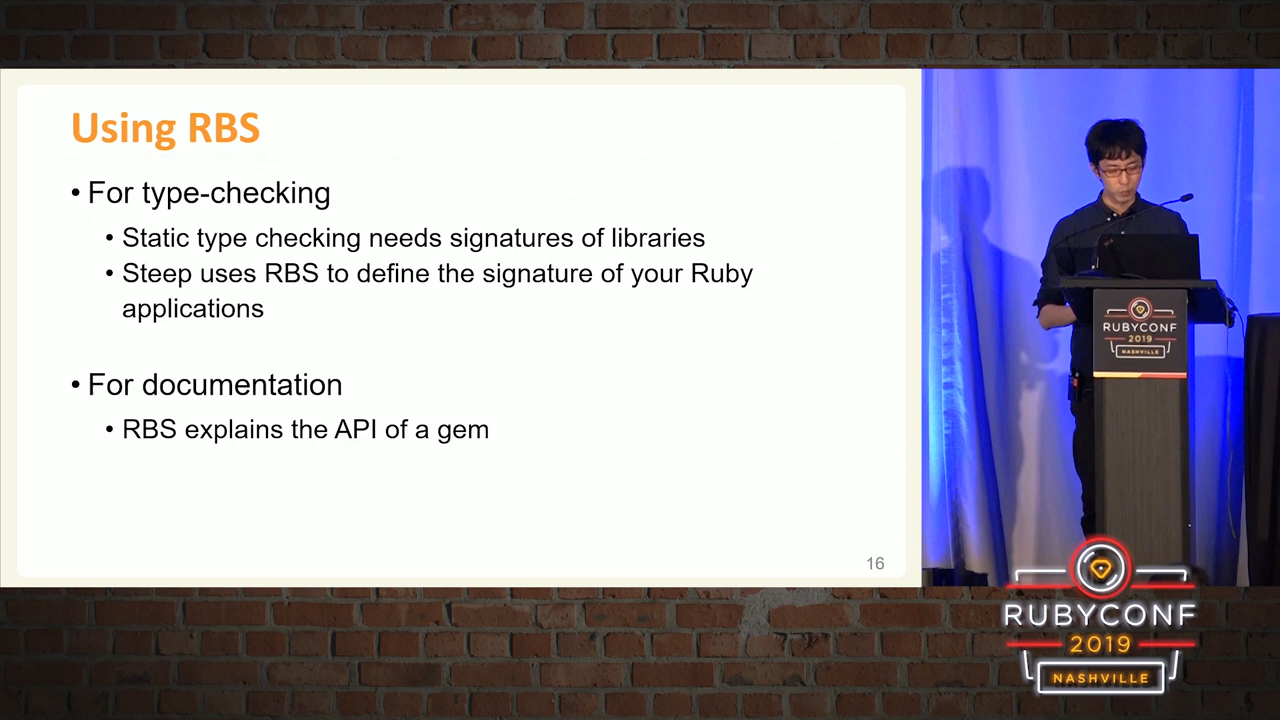 Using RBS
• For type-checking
• Static type checking needs signatures of libraries
• Steep uses RBS to define the signature of your Ruby
applications
• For documentation
• RBS explains the API of a gem
16
RUBYCONF
2019
NASHVILLE
RUBYCONF
2019
NASHVILLE